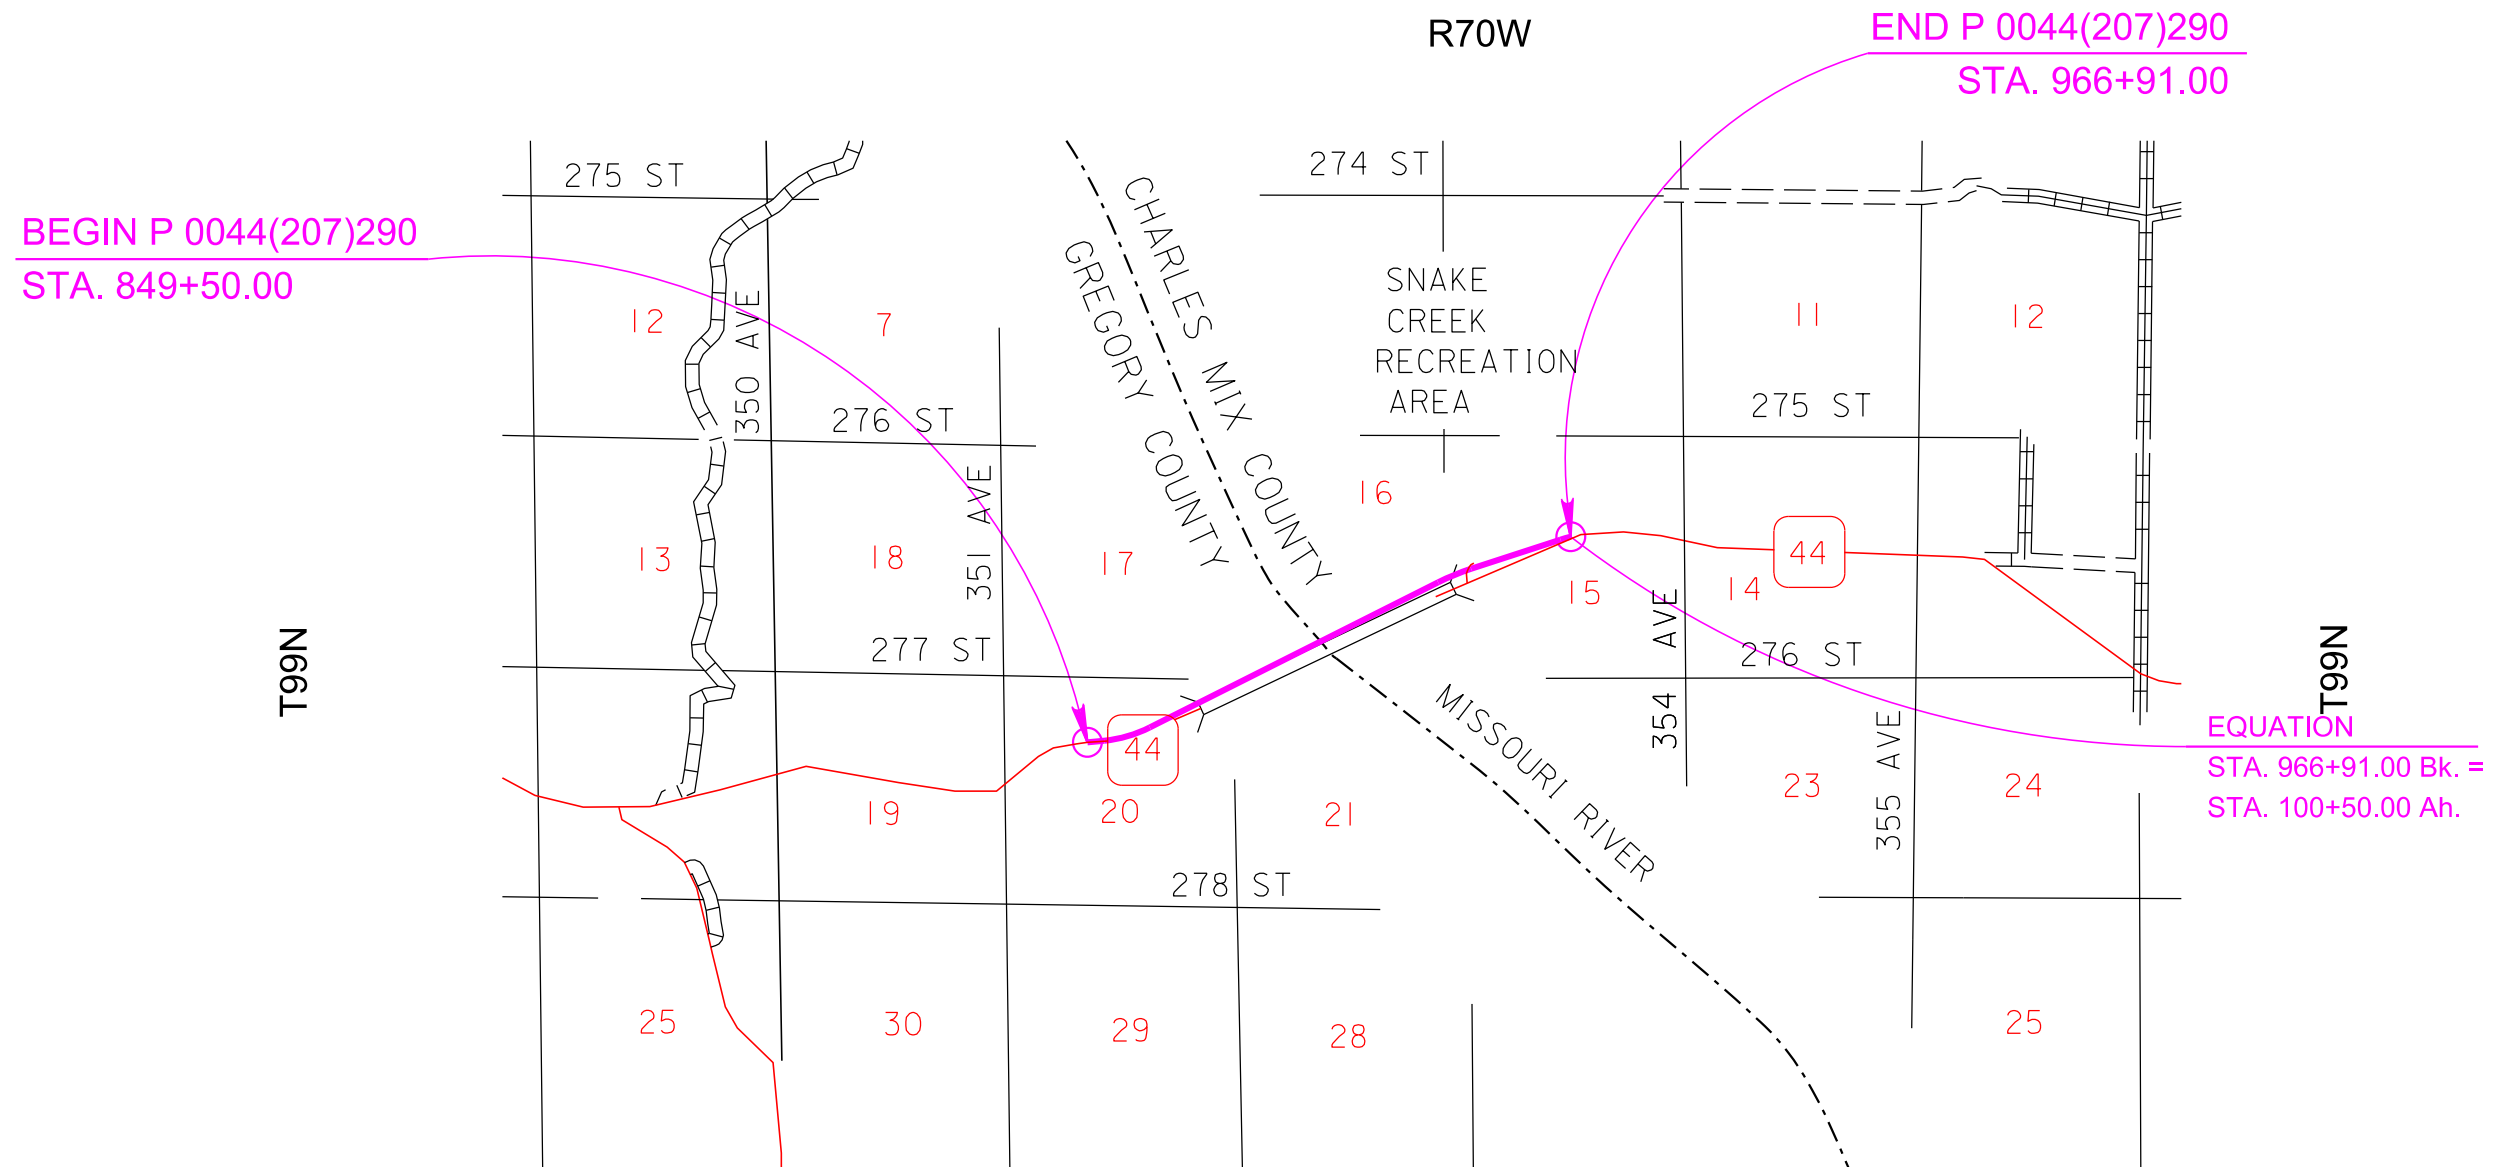 R70W
END P 0044(207)290
STA. 966+91.00
BEGIN P 0044(207)290
STA. 849+50.00
275 ST
274 ST
CHARLES MIX COUNTY
GREGORY COUNTY
SNAKE
CREEK
RECREATION
AREA
12
7
11
12
350 AVE
276 ST
275 ST
16
351 AVE
13
18
17
44
15
14
354 AVE
277 ST
276 ST
T99N
T99N
MISSOURI RIVER
355 AVE
EQUATION
STA. 966+91.00 BK. =
STA. 100+50.00 Ah.
44
19
20
21
23
24
278 ST
25
30
29
28
25